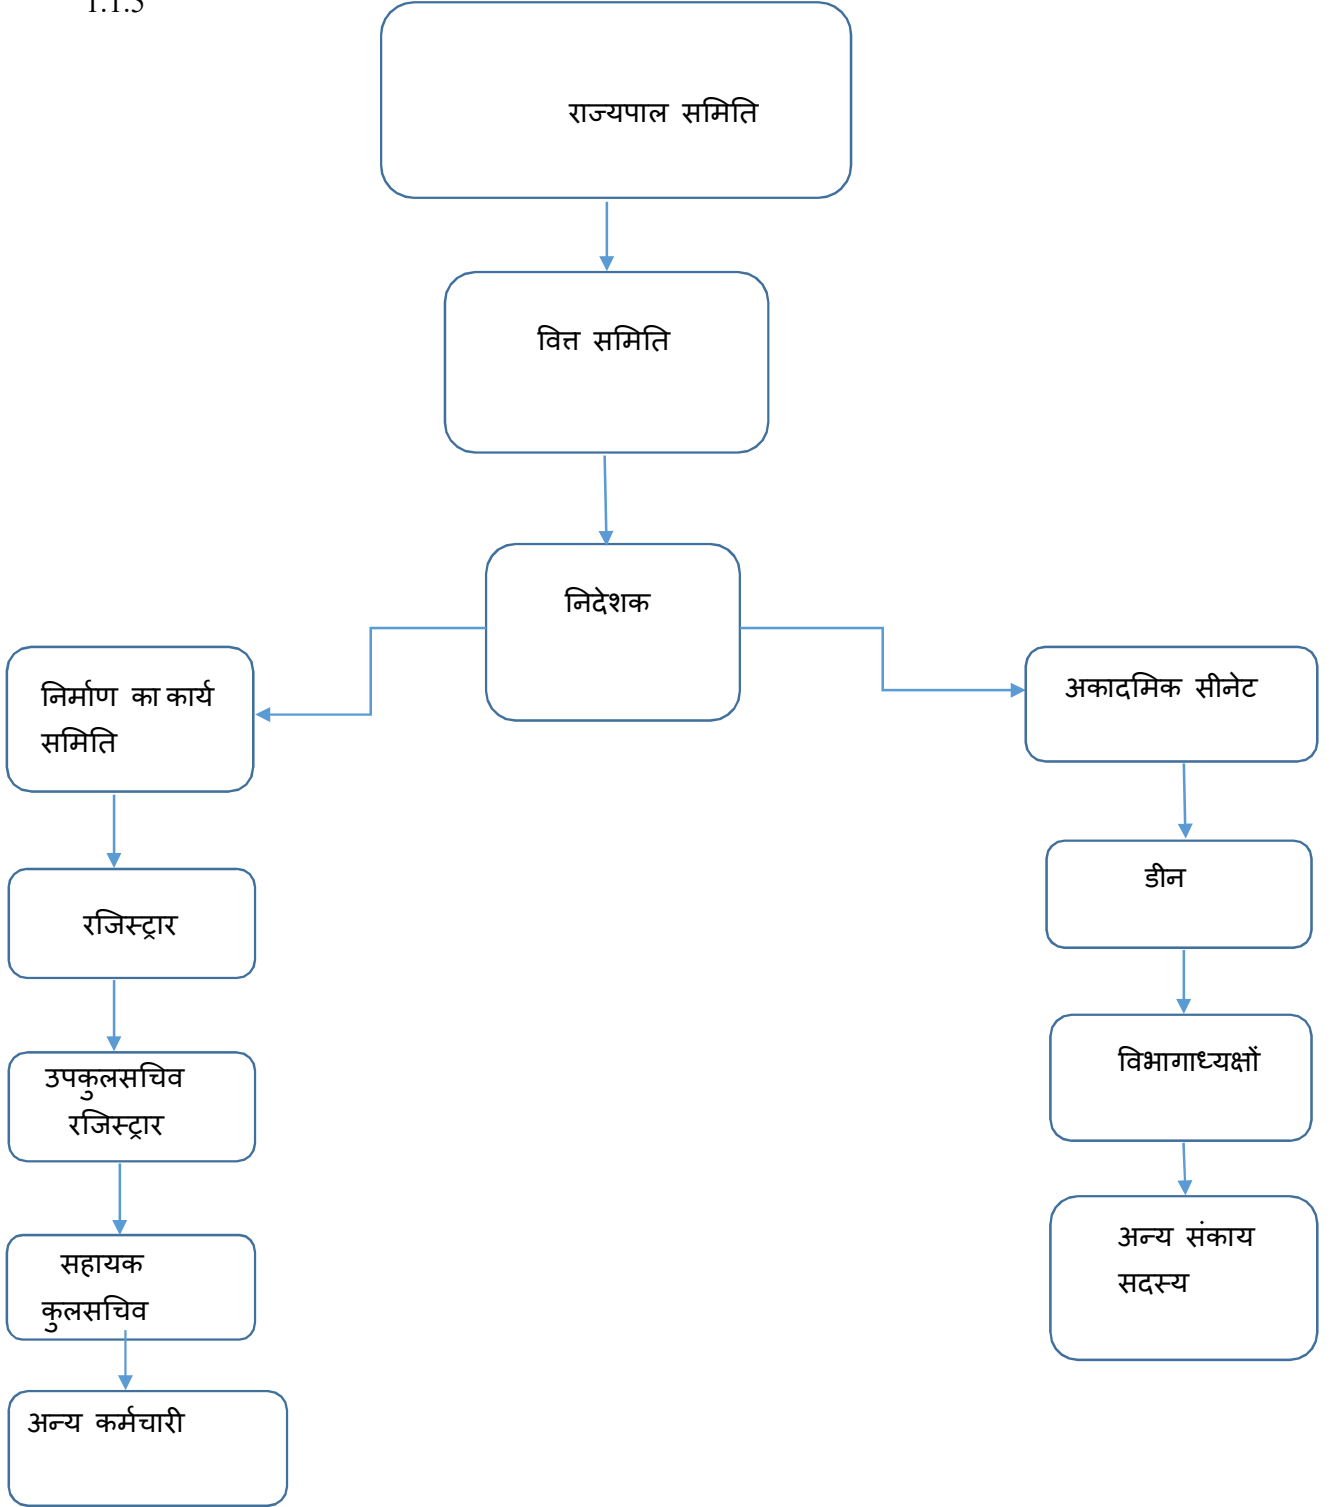 1.1.5
राज्यपाल समिति
वित्त समिति
निदेशक
निर्माण का कार्य
समिति
अकादमिक सीनेट
रजिस्ट्रार
डीन
उपकुलसचिव
रजिस्ट्रार
विभागाध्यक्षों
सहायक
कुलसचिव
अन्य संकाय
सदस्य
अन्य कर्मचारी